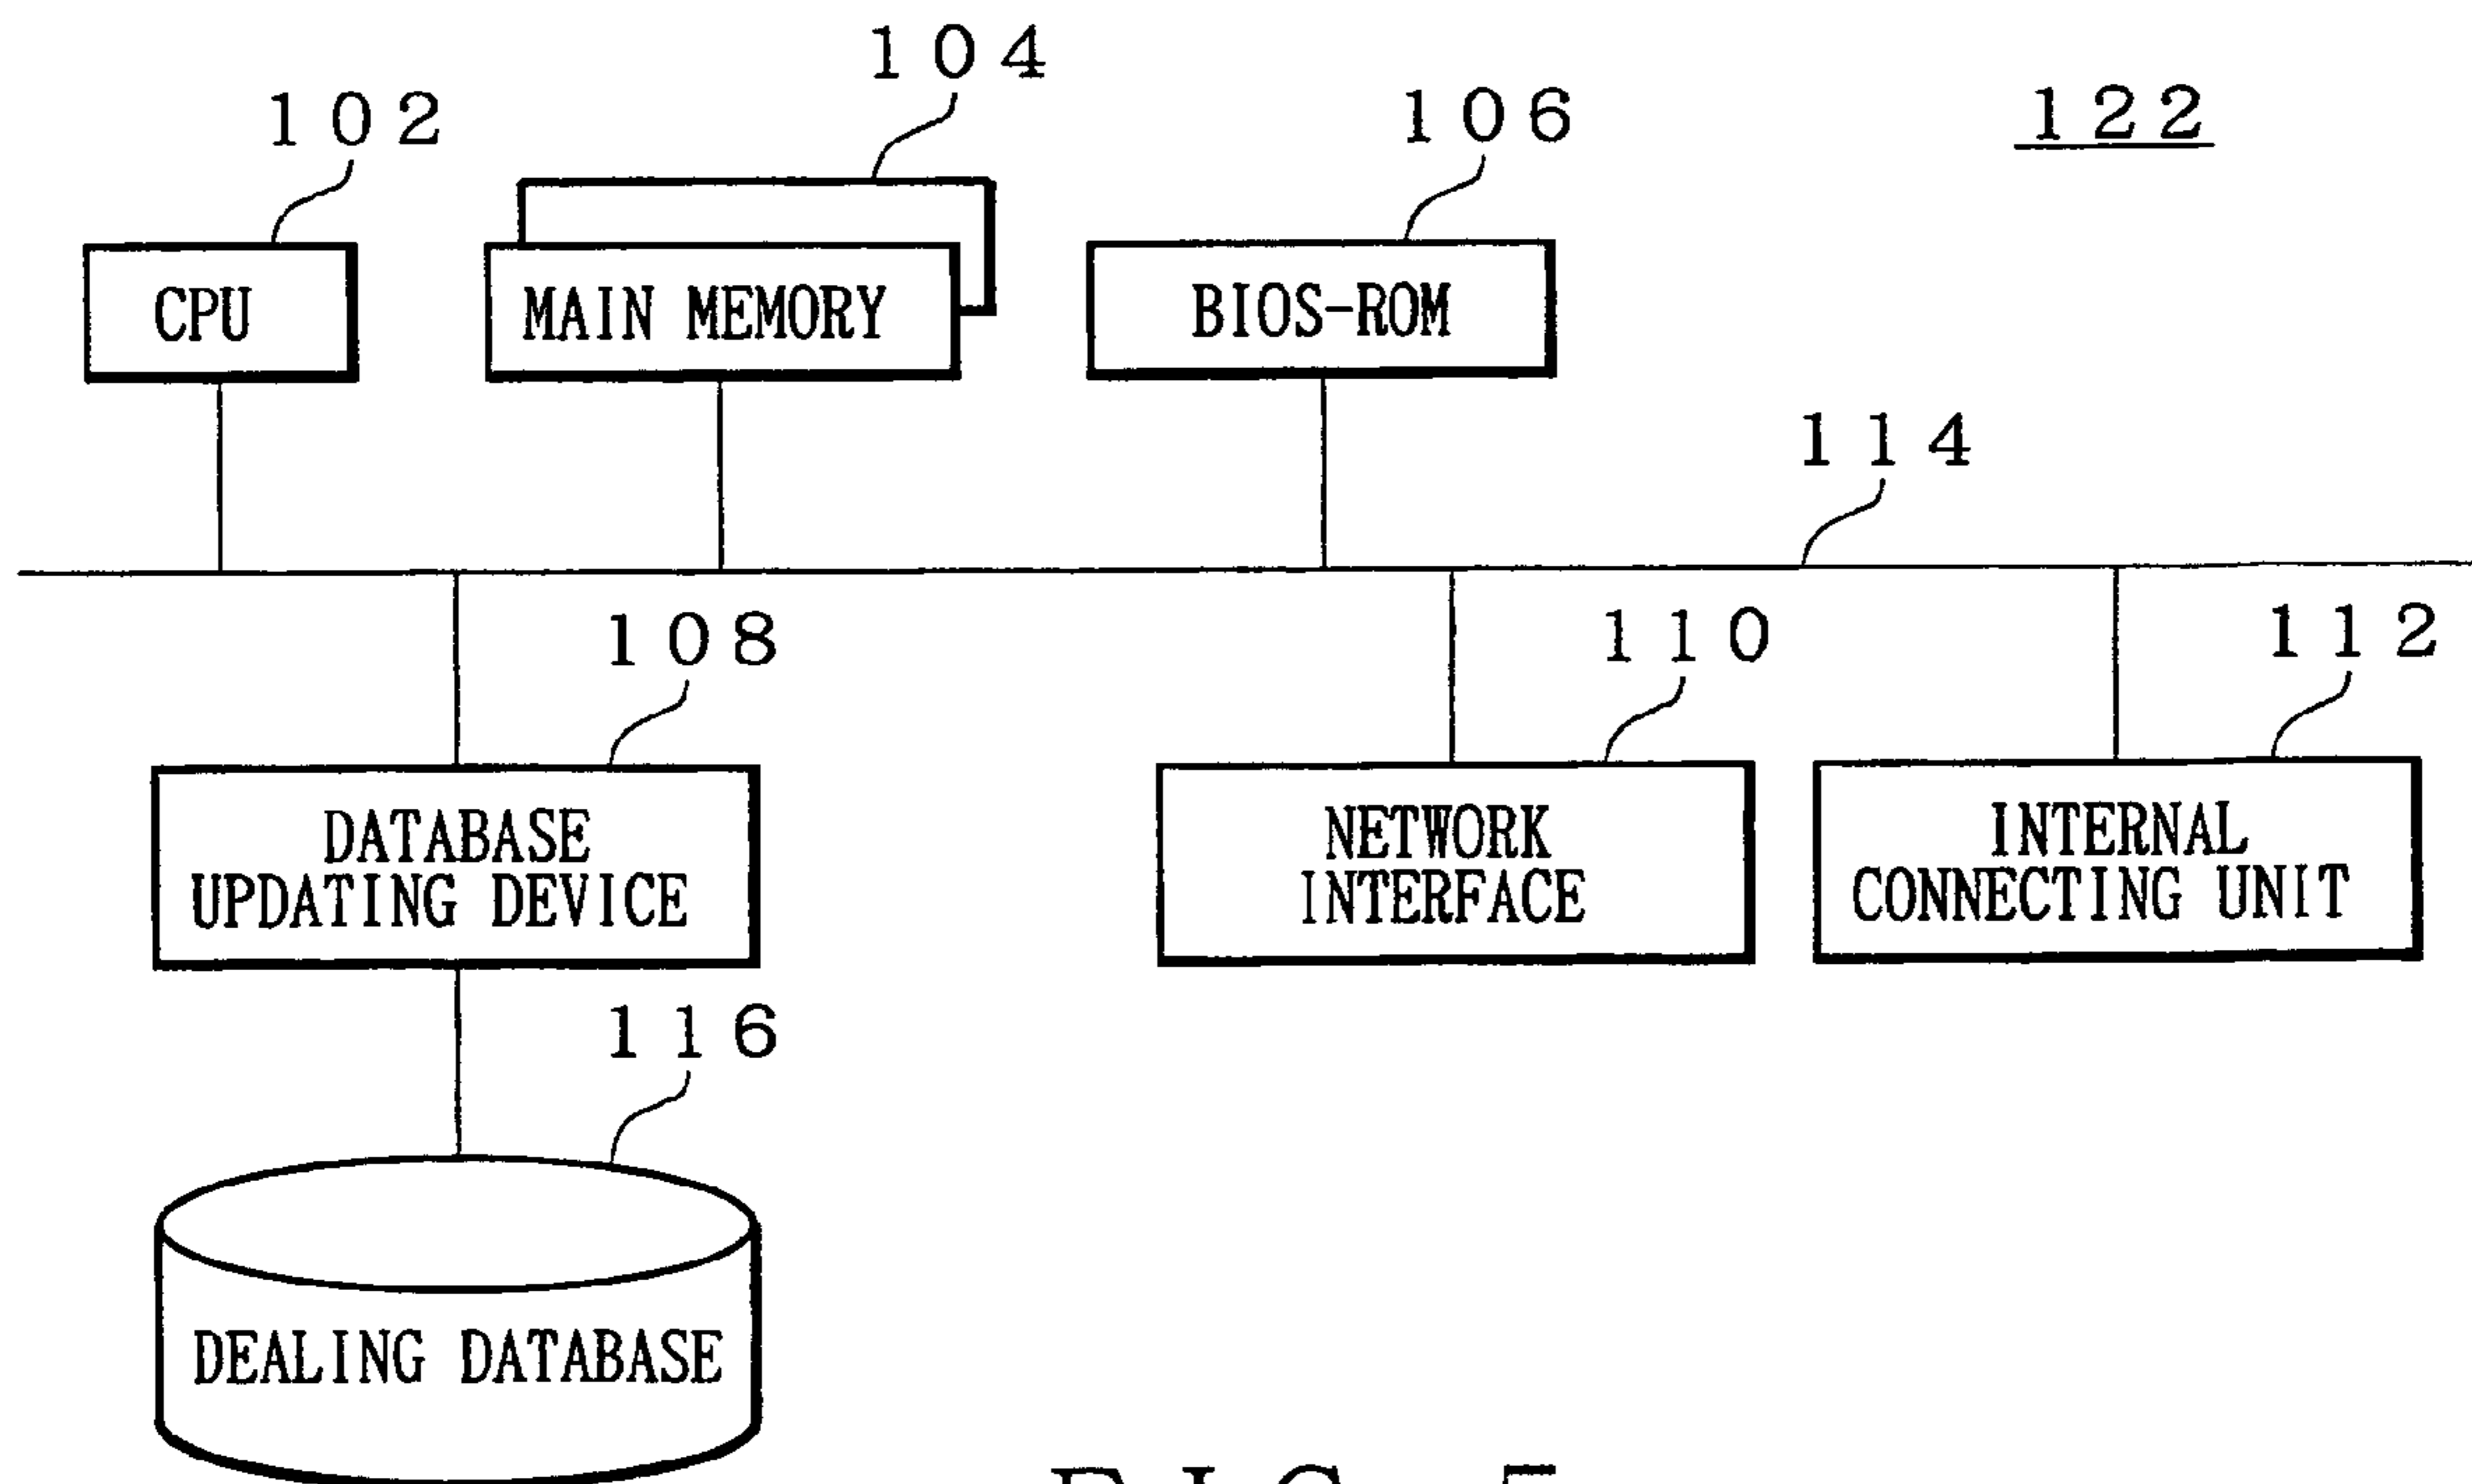 104
102
106
122
CPU
MAIN MEMORY
BIOS-ROM
114
108
110
112
DATABASE
UPDATING DEVICE
NETWORK
INTERFACE
INTERNAL
CONNECTING UNIT
116
DEALING DATABASE